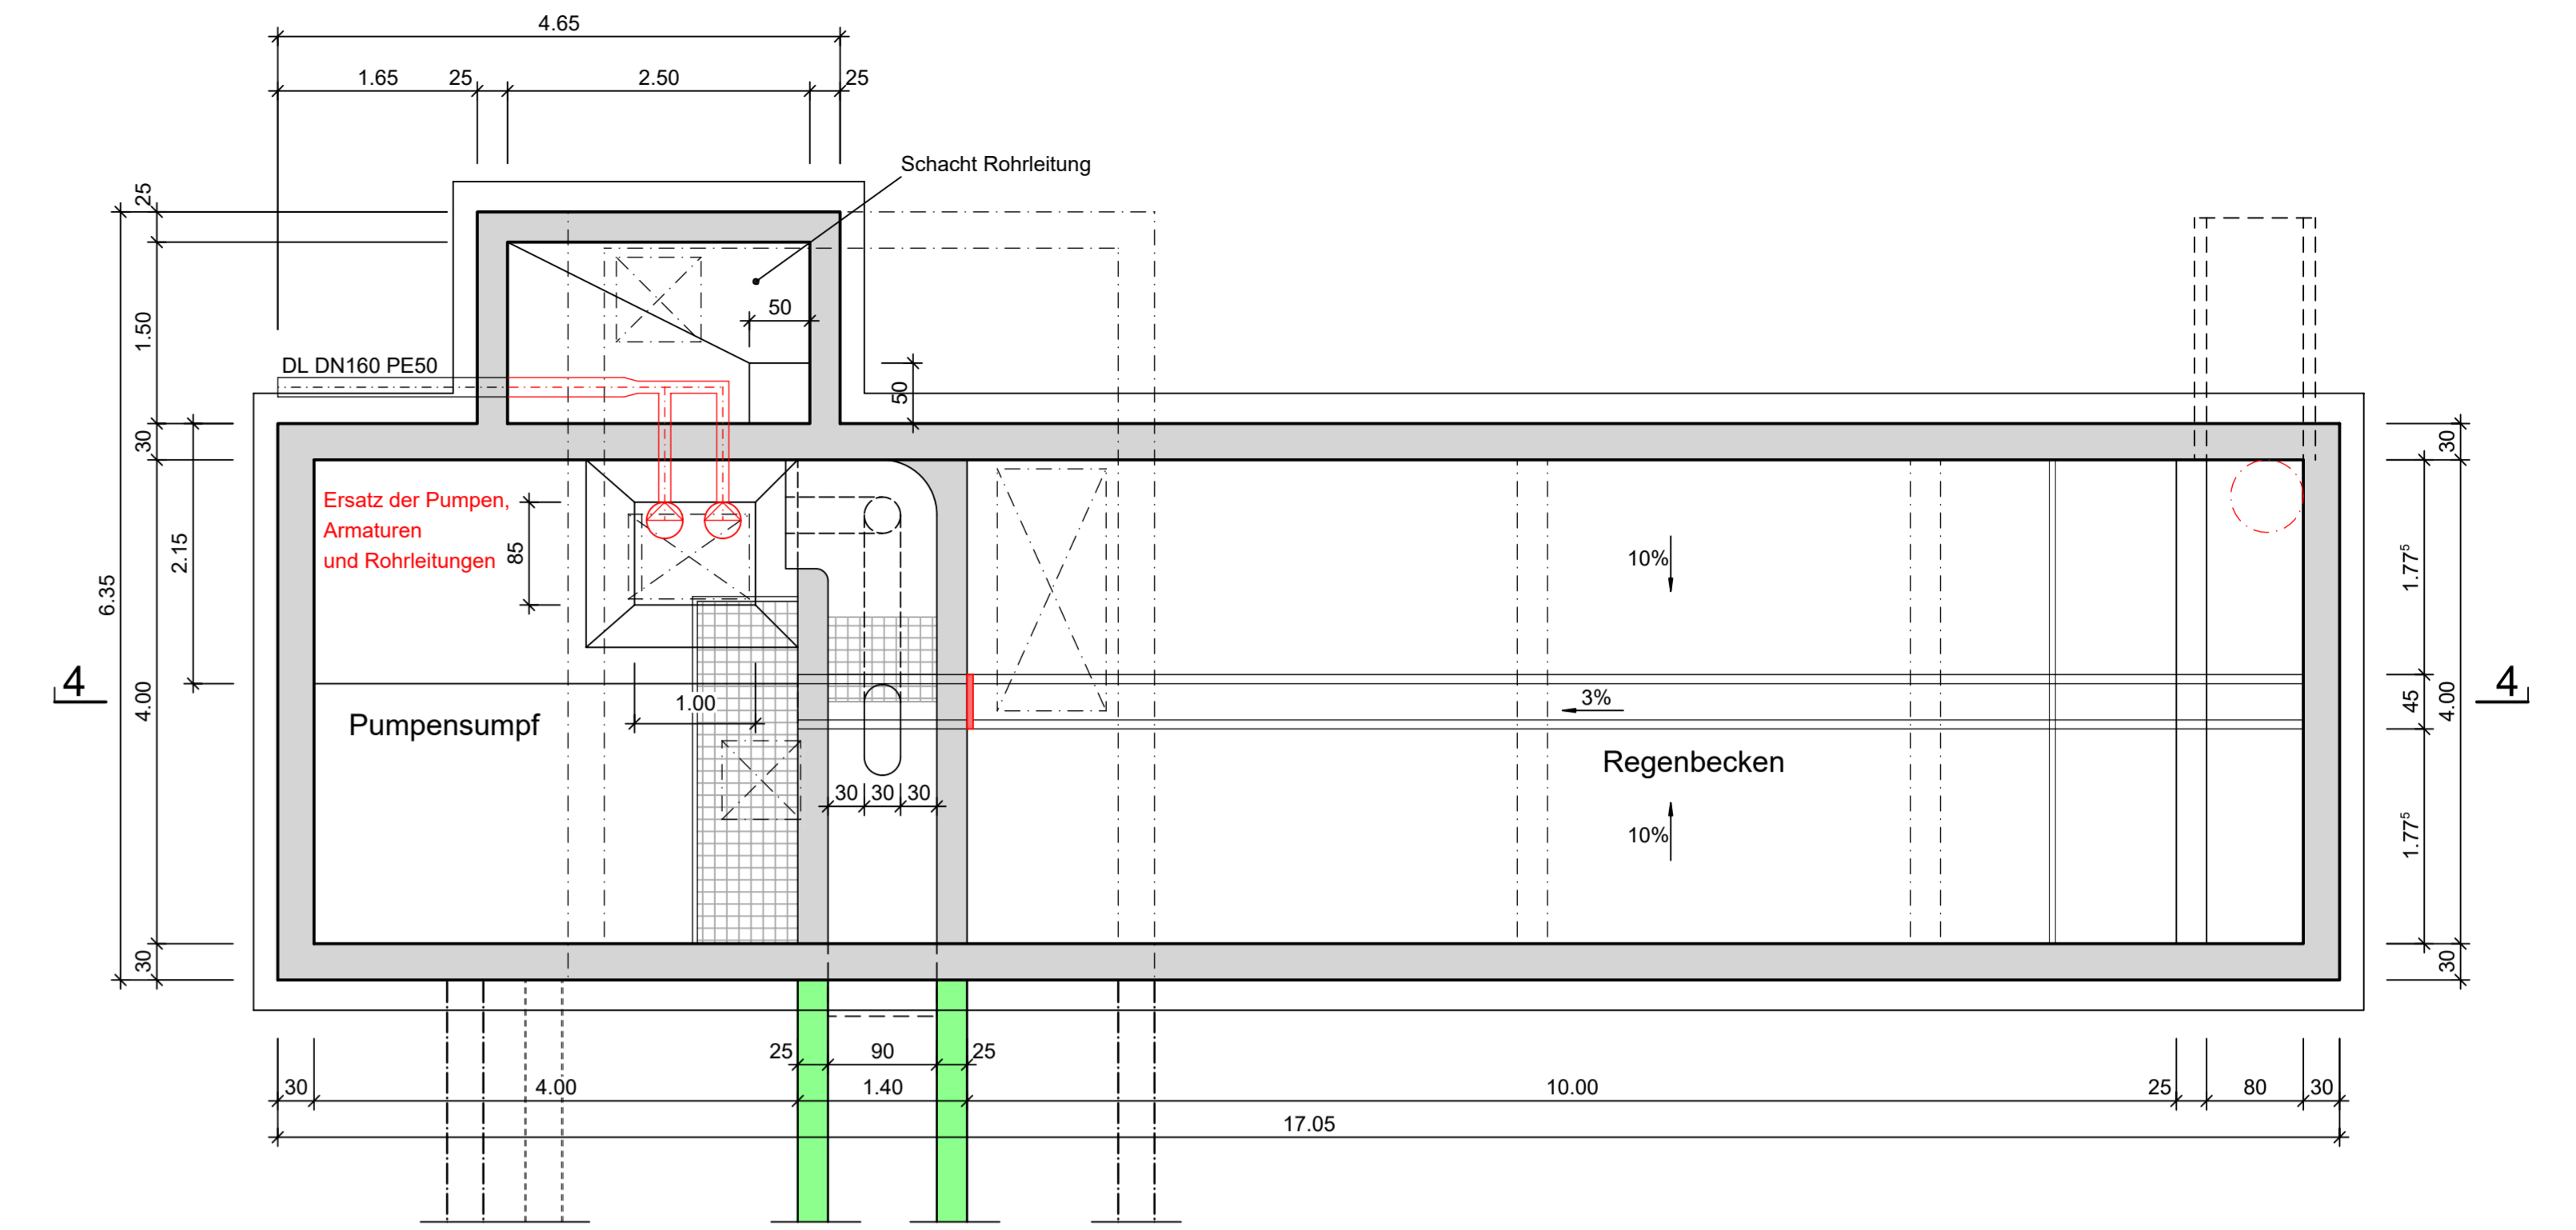 4.65
1.65 25 2.50 25
Schacht Rohrleitung
25
1.50
50
DL DN160 PE50
50
30
30
Ersatz der Pumpen,
Armaturen
und Rohrleitungen
85
2.15
6.35
4.00
10%
1.77⁵
4
1.00
3%
45
4.00
4
Pumpensumpf
Regenbecken
30 30 30
10%
1.77⁵
30
30
25 90 25
30 4.00 1.40 10.00 25 80 30
17.05